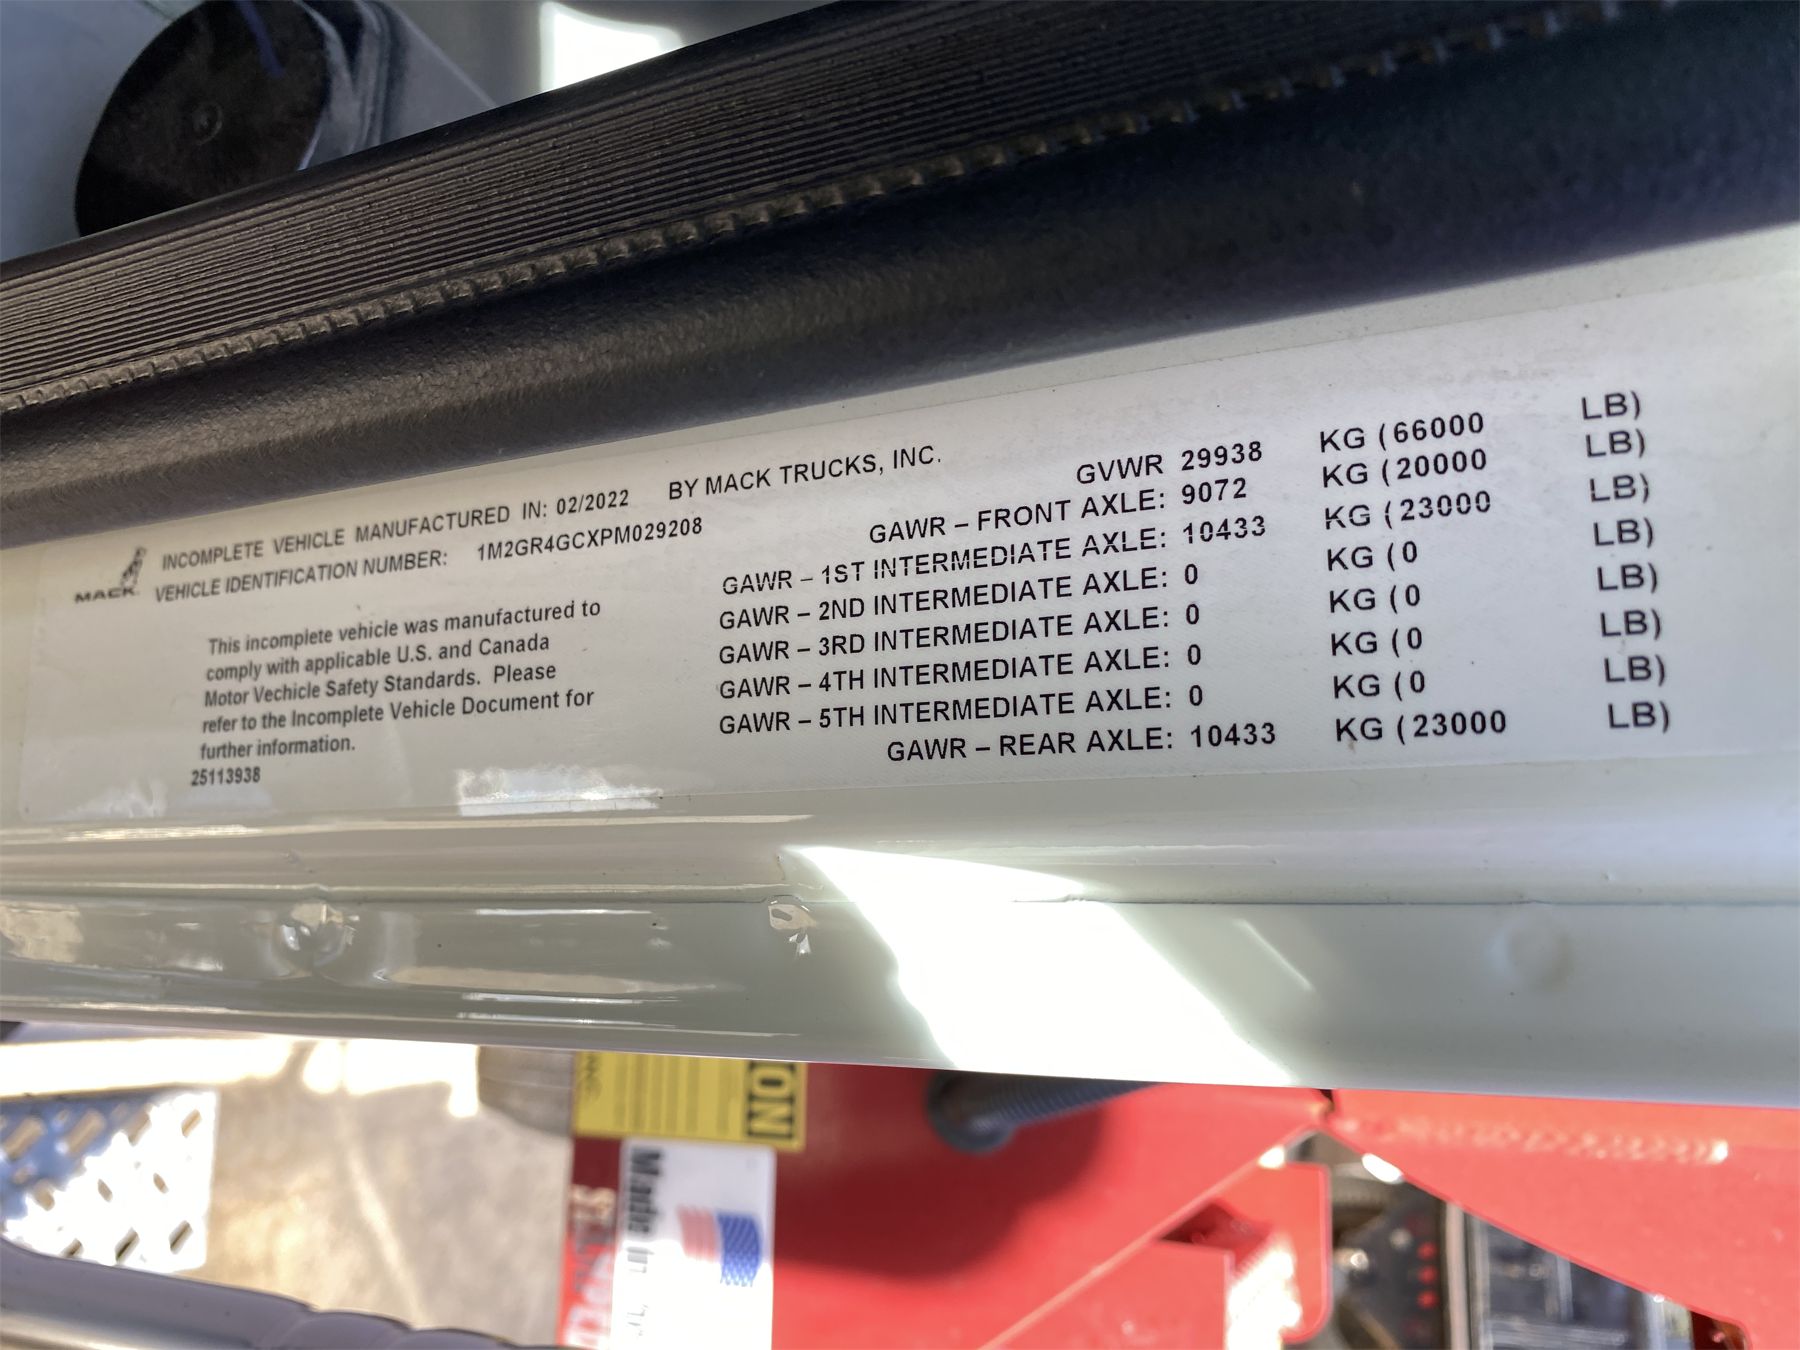 MACK
INCOMPLETE VEHICLE MANUFACTURED IN: 02/2022 BY MACK TRUCKS, INC.
VEHICLE IDENTIFICATION NUMBER: 1M2GR4GCXPM029208
This incomplete vehicle was manufactured to
comply with applicable U.S. and Canada
Motor Vechicle Safety Standards. Please
refer to the Incomplete Vehicle Document for
further information.
25113938
GVWR 29938 KG (66000 LB)
GAWR – FRONT AXLE: 9072 KG (20000 LB)
GAWR – 1ST INTERMEDIATE AXLE: 10433 KG (23000 LB)
GAWR – 2ND INTERMEDIATE AXLE: 0 KG (0 LB)
GAWR – 3RD INTERMEDIATE AXLE: 0 KG (0 LB)
GAWR – 4TH INTERMEDIATE AXLE: 0 KG (0 LB)
GAWR – 5TH INTERMEDIATE AXLE: 0 KG (0 LB)
GAWR – REAR AXLE: 10433 KG (23000 LB)
ION
Made in